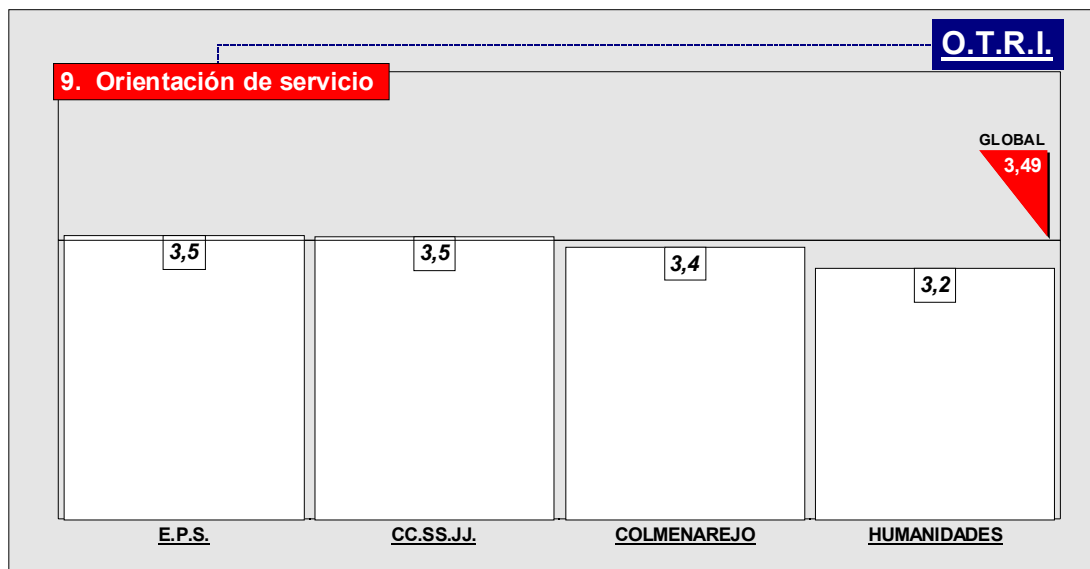 O.T.R.I.
9. Orientación de servicio
GLOBAL
3,49
3,5
3,5
3,4
3,2
E.P.S.
CC.SS.JJ.
COLMENAREJO
HUMANIDADES